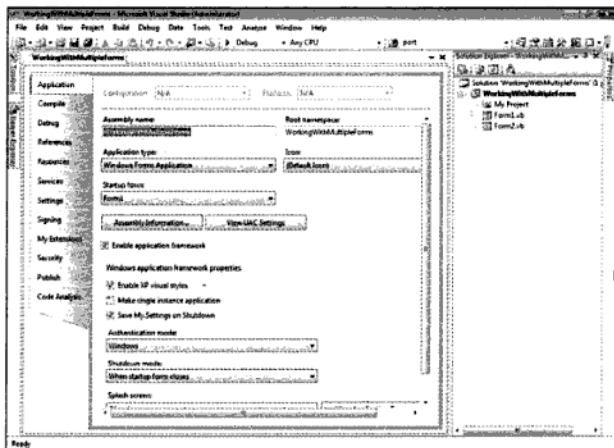 WorkingWithMultipleForms - Microsoft Visual Studio (Administrator)
File Edit View Project Build Debug Data Tools Test Analyze Window Help
Debug Any CPU port
WorkingWithMultipleForms
Solution Explorer - WorkingWithM...
Application
Compile
Debug
References
Resources
Services
Settings
Signing
My Extensions
Security
Publish
Code Analysis
Configuration: N/A Platform: N/A
Assembly name: Root namespace:
WorkingWithMultipleForms
Application type: Icon:
Windows Forms Application (Default Icon)
Startup form:
Form1
Assembly Information... View UAC Settings
Enable application framework
Windows application framework properties
Enable XP visual styles
Make single instance application
Save My.Settings on Shutdown
Authentication mode:
Windows
Shutdown mode:
When startup form closes
Splash screen:
Solution 'WorkingWithMultipleForms' (1
WorkingWithMultipleForms
My Project
Form1.vb
Form2.vb
Ready